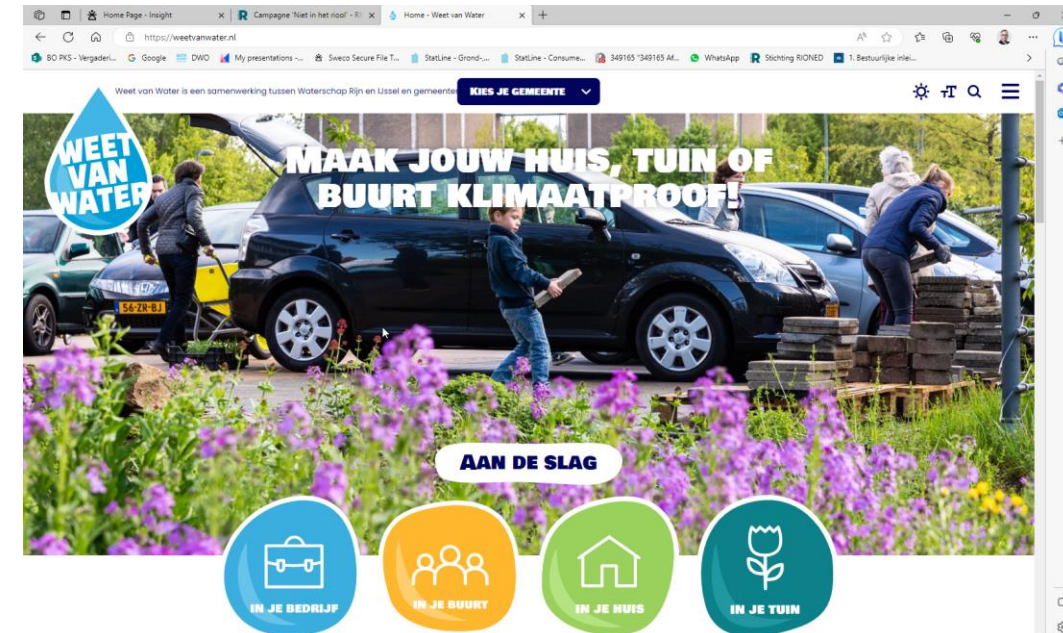 Home Page - Insight
Campagne 'Niet in het riool' - RI
Home - Weet van Water
https://weetvanwater.nl
BO PKS - Vergaderi...
Google
DWO
My presentations -...
Sweco Secure File T...
StatLine - Grond-,...
StatLine - Consume...
349165 "349165 Af...
WhatsApp
Stichting RIONED
1. Bestuurlijke inlei...
Weet van Water is een samenwerking tussen Waterschap Rijn en IJssel en gemeenten
KIES JE GEMEENTE
WEET
VAN
WATER
MAAK JOUW HUIS, TUIN OF
BUURT KLIMAATPROOF!
56-ZR-BJ
AAN DE SLAG
IN JE BEDRIJF
IN JE BUURT
IN JE HUIS
IN JE TUIN